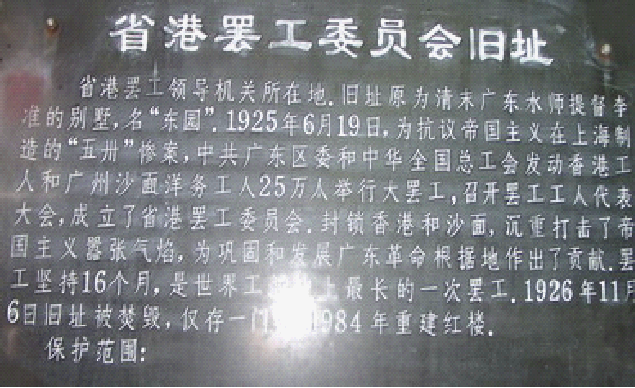 省港罢工委员会旧址
省港罢工领导机关所在地.旧址原为清末广东水师提督李
准的别墅,名“东园”.1925年6月19日,为抗议帝国主义在上海制
造的“五卅”惨案,中共广东区委和中华全国总工会发动香港工
人和广州沙面洋务工人25万人举行大罢工,召开罢工工人代表
大会,成立了省港罢工委员会.封锁香港和沙面,沉重打击了帝
国主义嚣张气焰,为巩固和发展广东革命根据地作出了贡献.罢
工坚持16个月,是世界工 上最长的一次罢工.1926年11月
6日旧址被焚毁,仅存一门 1984年重建红楼.
保护范围: